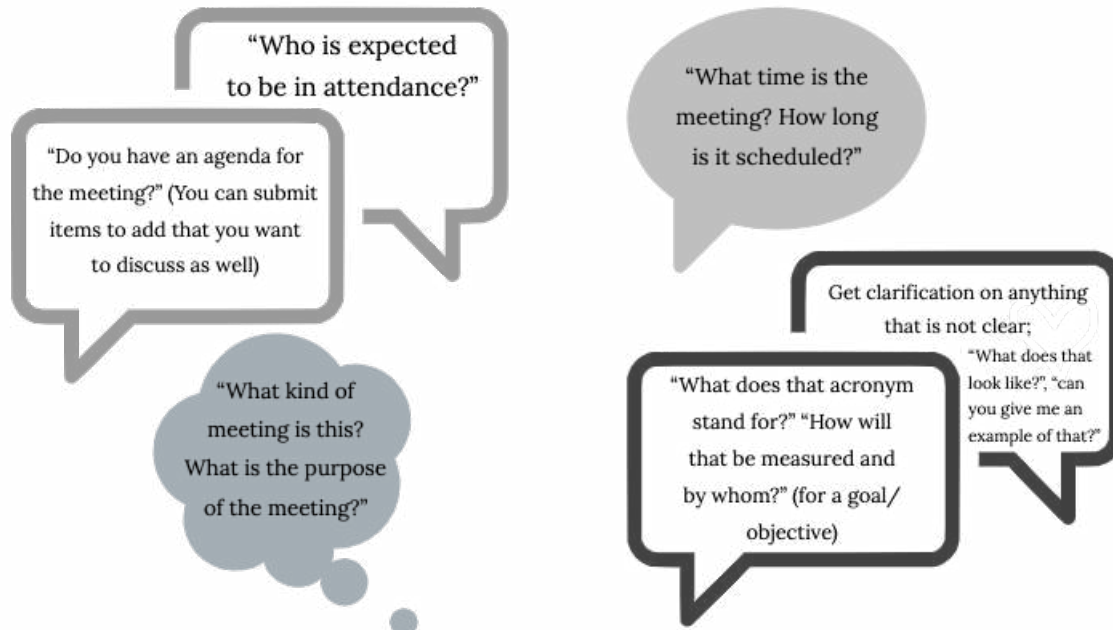 “Who is expected
to be in attendance?”
“Do you have an agenda for
the meeting?” (You can submit
items to add that you want
to discuss as well)
“What kind of
meeting is this?
What is the purpose
of the meeting?”
“What time is the
meeting? How long
is it scheduled?”
Get clarification on anything
that is not clear;
“What does that
look like?”, “can
you give me an
example of that?”
“What does that acronym
stand for?” “How will
that be measured and
by whom?” (for a goal/
objective)